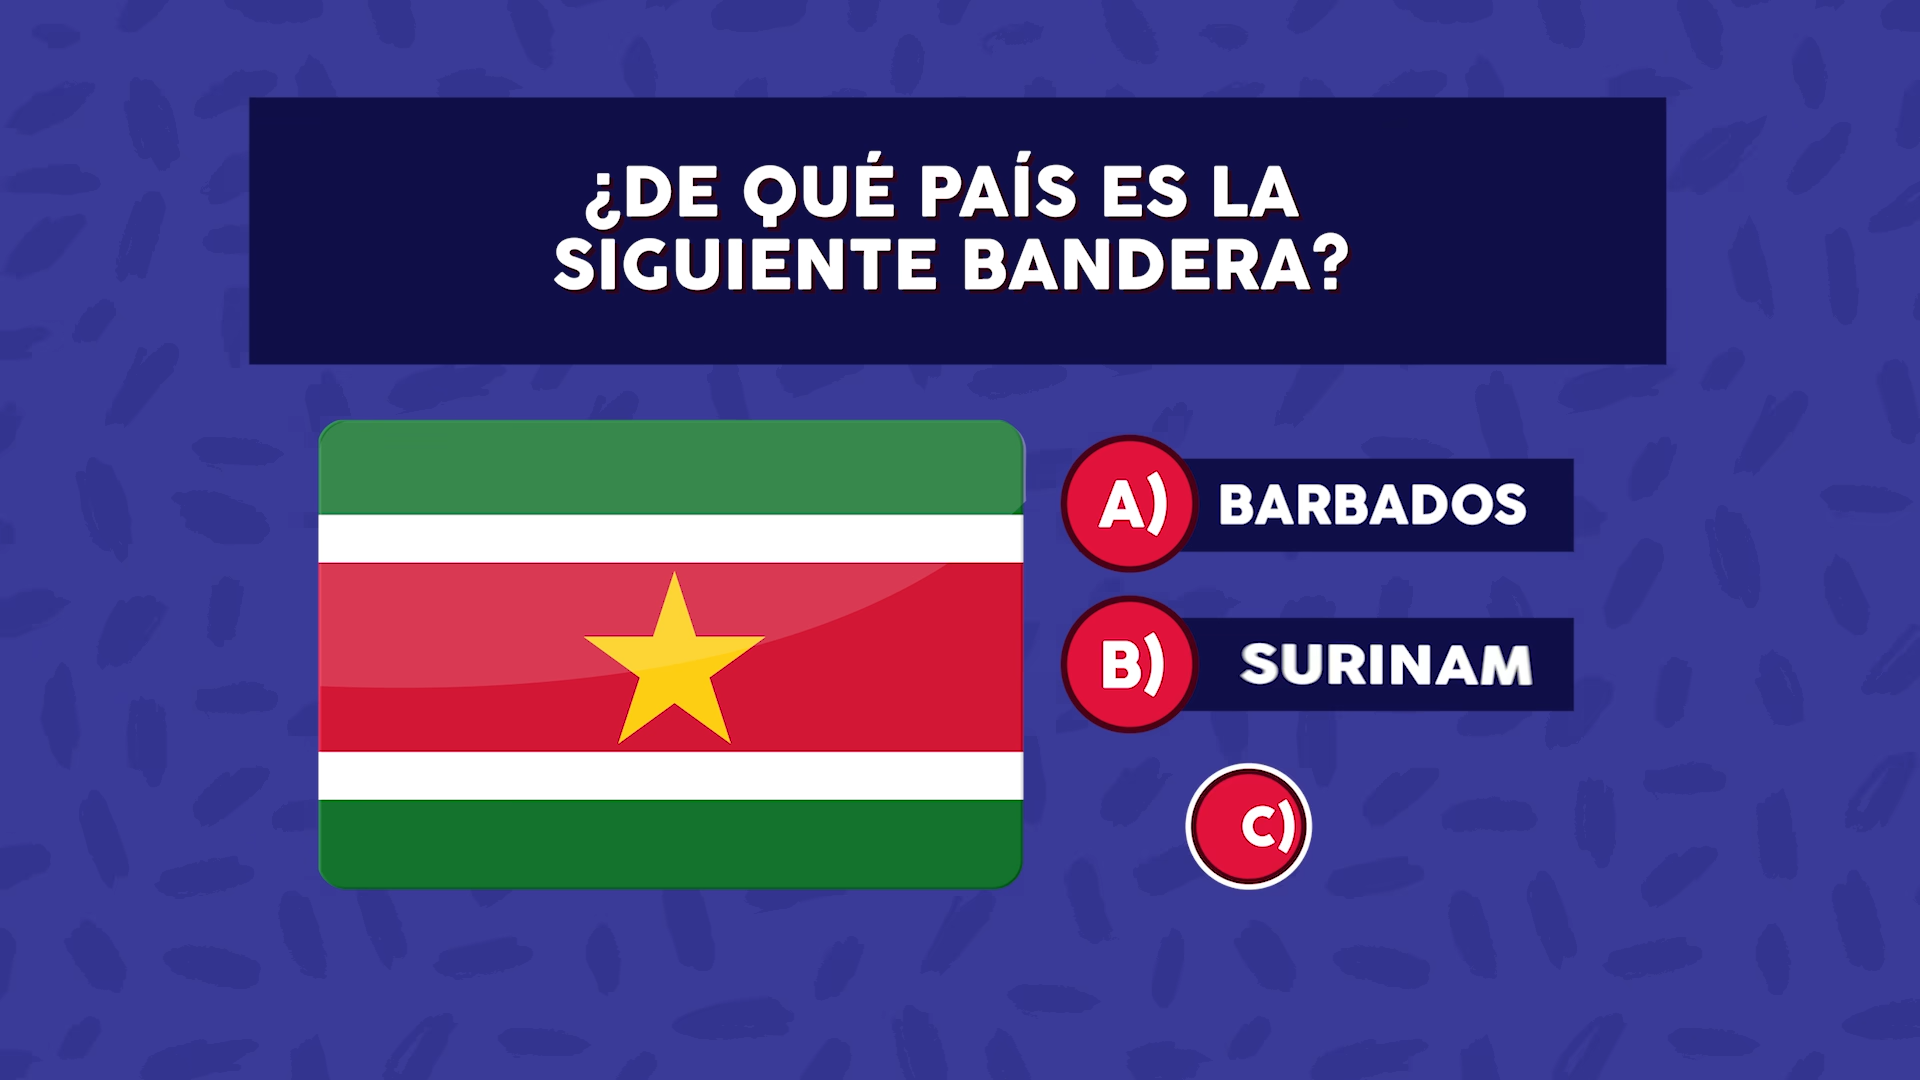 ¿DE QUÉ PAÍS ES LA
SIGUIENTE BANDERA?
A) BARBADOS
B) SURINAM
C)